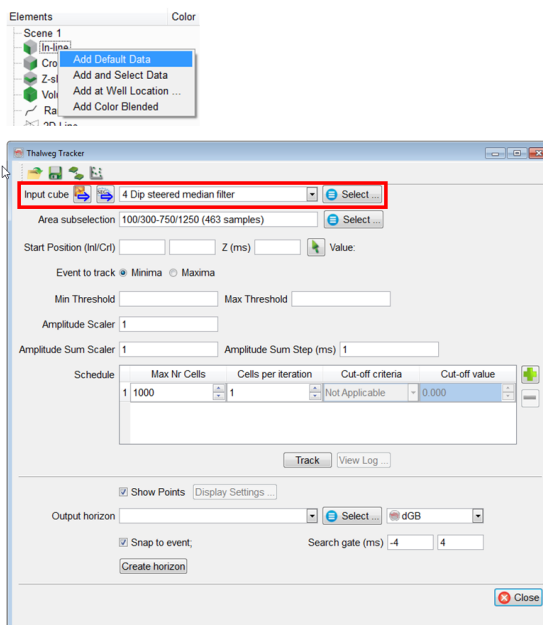 Elements Color
Scene 1
In-line
Add Default Data
Cro
Add and Select Data
Z-sl
Add at Well Location ...
Volu
Add Color Blended
Ra
2D Line
Thalweg Tracker
Input cube 4 Dip steered median filter Select ...
Area subselection 100/300-750/1250 (463 samples) Select ...
Start Position (Inl/Crl) Z (ms) Value:
Event to track Minima Maxima
Min Threshold Max Threshold
Amplitude Scaler 1
Amplitude Sum Scaler 1 Amplitude Sum Step (ms) 1
Schedule Max Nr Cells Cells per iteration Cut-off criteria Cut-off value
1 1000 1 Not Applicable 0.000
Track View Log ...
Show Points Display Settings ...
Output horizon Select ... dGB
Snap to event; Search gate (ms) -4 4
Create horizon
Close